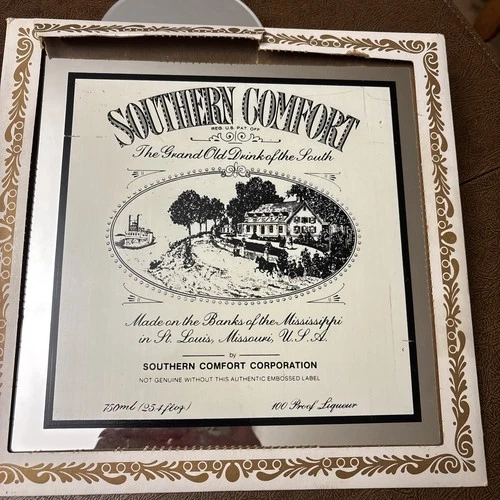 SOUTHERN COMFORT
REG. U.S. PAT. OFF.
The Grand Old Drink of the South
Made on the Banks of the Mississippi
in St. Louis, Missouri, U.S.A.
by
SOUTHERN COMFORT CORPORATION
NOT GENUINE WITHOUT THIS AUTHENTIC EMBOSSED LABEL
750ml (25.4 fl oz) 100 Proof Liqueur